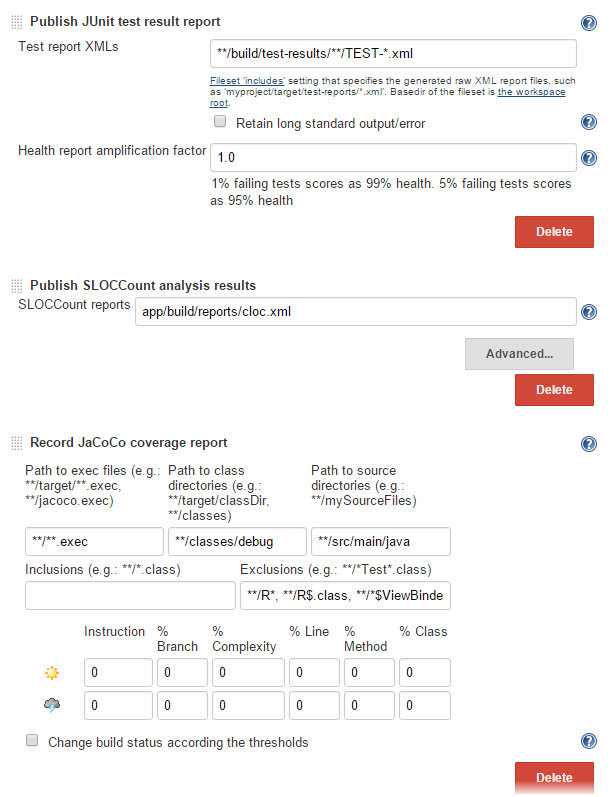 Publish JUnit test result report
Test report XMLs
**/build/test-results/**/TEST-*.xml
Fileset 'includes' setting that specifies the generated raw XML report files, such
as 'myproject/target/test-reports/*.xml'. Basedir of the fileset is the workspace
root.
Retain long standard output/error
Health report amplification factor
1.0
1% failing tests scores as 99% health. 5% failing tests scores
as 95% health
Delete
Publish SLOCCount analysis results
SLOCCount reports
app/build/reports/cloc.xml
Advanced...
Delete
Record JaCoCo coverage report
Path to exec files (e.g.:
**/target/**.exec,
**/jacoco.exec)
Path to class
directories (e.g.:
**/target/classDir,
**/classes)
Path to source
directories (e.g.:
**/mySourceFiles)
**/**.exec
**/classes/debug
**/src/main/java
Inclusions (e.g.: **/*.class)
Exclusions (e.g.: **/*Test*.class)
**/R*, **/R$.class, **/*$ViewBinde
Instruction
%
Branch
%
Complexity
% Line
%
Method
% Class
0 0 0 0 0 0
0 0 0 0 0 0
Change build status according the thresholds
Delete